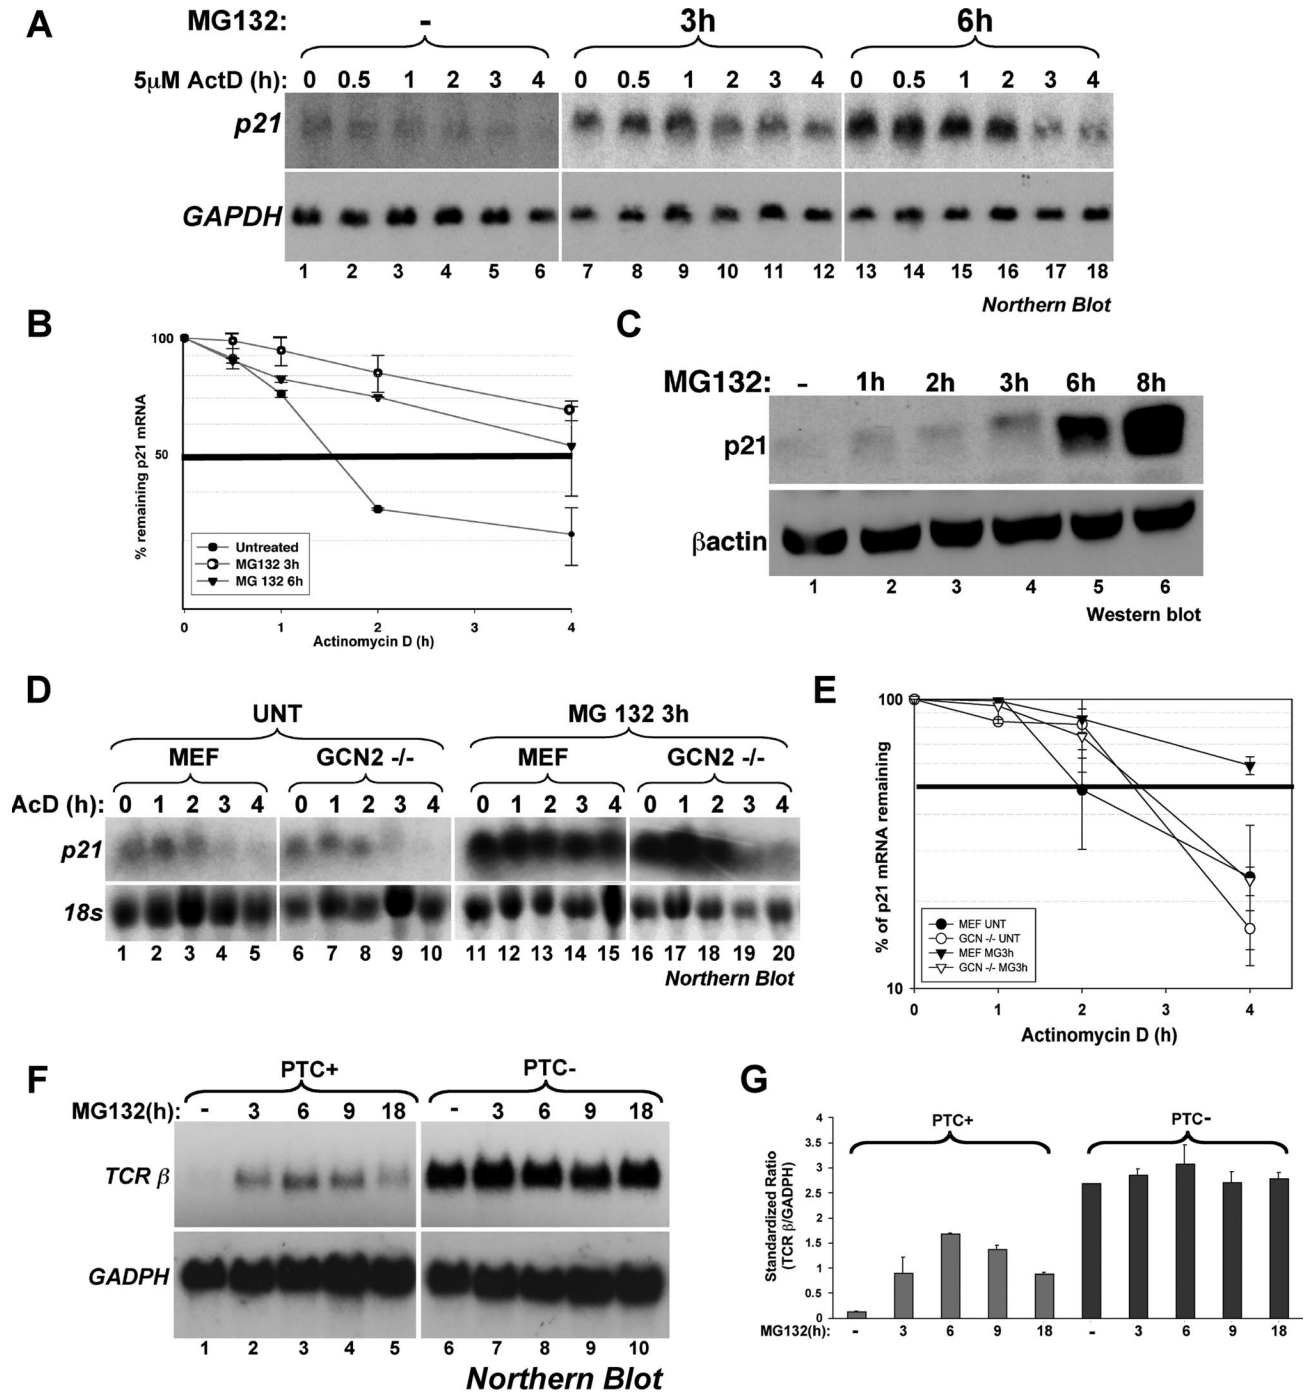 A
MG132: - 3h 6h
5μM ActD (h): 0 0.5 1 2 3 4 0 0.5 1 2 3 4 0 0.5 1 2 3 4
p21
GAPDH
1 2 3 4 5 6 7 8 9 10 11 12 13 14 15 16 17 18
Northern Blot
B
% remaining p21 mRNA
100
50
Untreated
MG132 3h
MG 132 6h
0 1 2 3 4
Actinomycin D (h)
C
MG132: - 1h 2h 3h 6h 8h
p21
βactin
1 2 3 4 5 6
Western blot
D
UNT MG 132 3h
MEF GCN2 -/- MEF GCN2 -/-
AcD (h): 0 1 2 3 4 0 1 2 3 4 0 1 2 3 4 0 1 2 3 4
p21
18s
1 2 3 4 5 6 7 8 9 10 11 12 13 14 15 16 17 18 19 20
Northern Blot
E
% of p21 mRNA remaining
100
10
MEF UNT
GCN -/- UNT
MEF MG3h
GCN -/- MG3h
0 1 2 3 4
Actinomycin D (h)
F
PTC+ PTC-
MG132(h): - 3 6 9 18 - 3 6 9 18
TCR β
GADPH
1 2 3 4 5 6 7 8 9 10
Northern Blot
G
Standardized Ratio
(TCR β/GADPH)
4
3.5
3
2.5
2
1.5
1
0.5
0
PTC+ PTC-
MG132(h): - 3 6 9 18 - 3 6 9 18